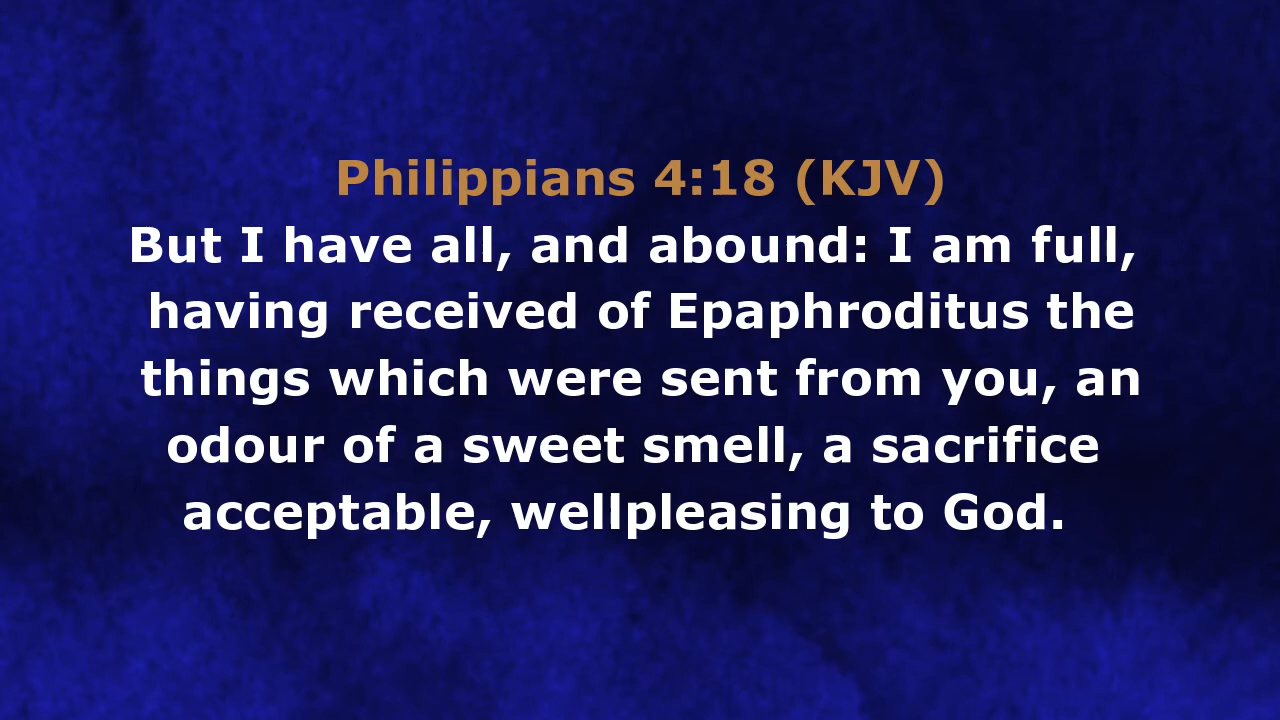 Philippians 4:18 (KJV)
But I have all, and abound: I am full,
having received of Epaphroditus the
things which were sent from you, an
odour of a sweet smell, a sacrifice
acceptable, wellpleasing to God.